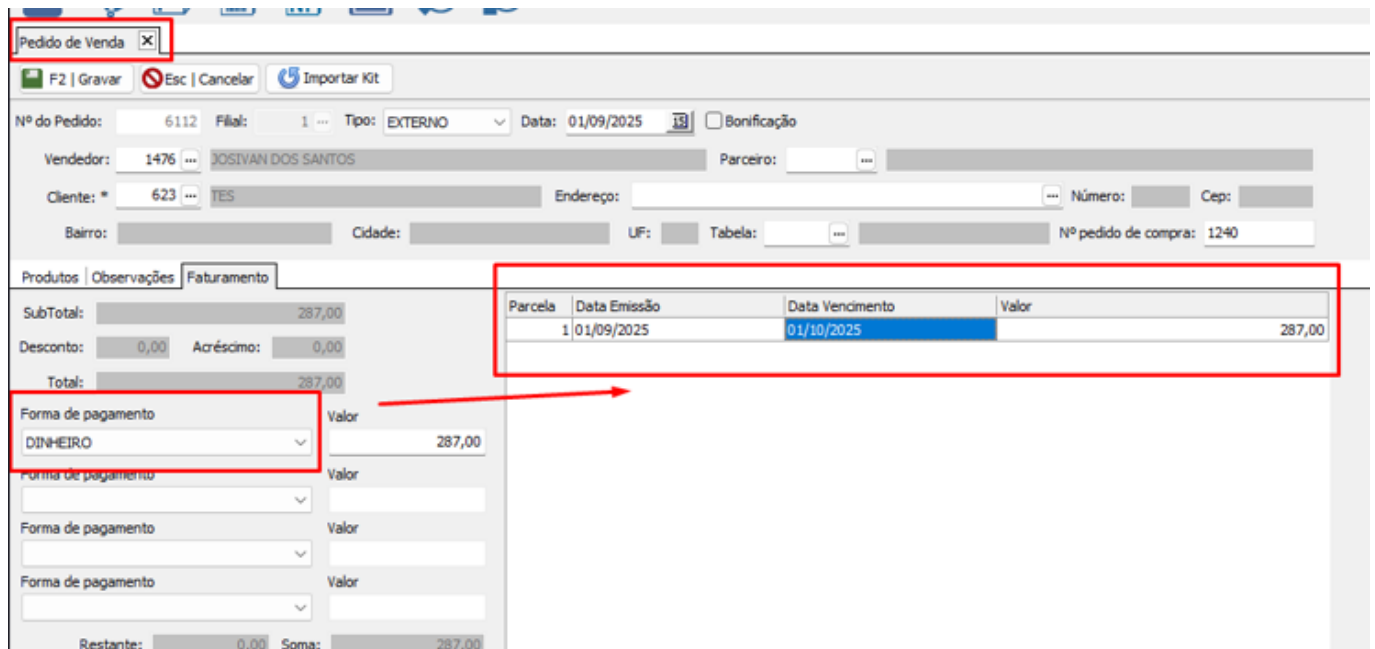 Pedido de Venda
F2 | Gravar Esc | Cancelar Importar Kit
Nº do Pedido: 6112 Filial: 1 ... Tipo: EXTERNO Data: 01/09/2025 15 Bonificação
Vendedor: 1476 ... JOSIVAN DOS SANTOS Parceiro: ...
Cliente: * 623 ... TES Endereço: ... Número: Cep:
Bairro: Cidade: UF: Tabela: ... Nº pedido de compra: 1240
Produtos Observações Faturamento
SubTotal: 287,00
Desconto: 0,00 Acréscimo: 0,00
Total: 287,00
Forma de pagamento Valor
DINHEIRO 287,00
Forma de pagamento Valor
Forma de pagamento Valor
Forma de pagamento Valor
Restante: 0,00 Soma: 287,00
Parcela Data Emissão Data Vencimento Valor
1 01/09/2025 01/10/2025 287,00